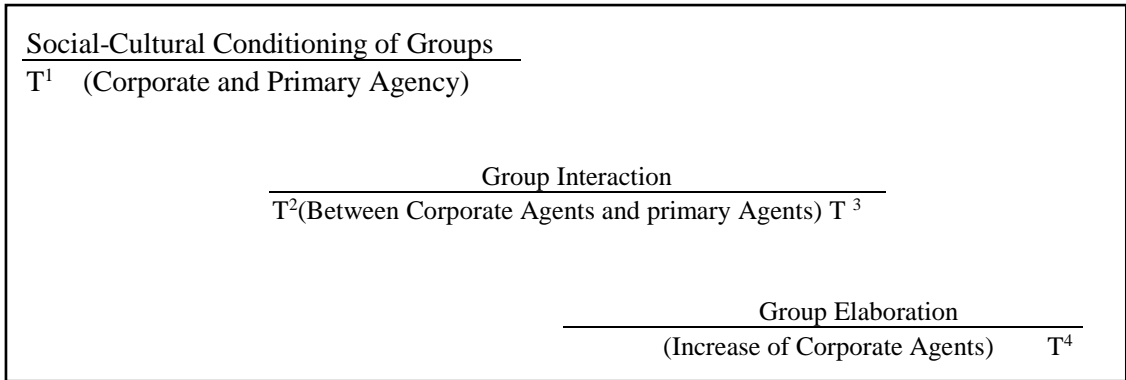 Social-Cultural Conditioning of Groups
T¹ (Corporate and Primary Agency)
Group Interaction
T²(Between Corporate Agents and primary Agents) T ³
Group Elaboration
(Increase of Corporate Agents) T⁴